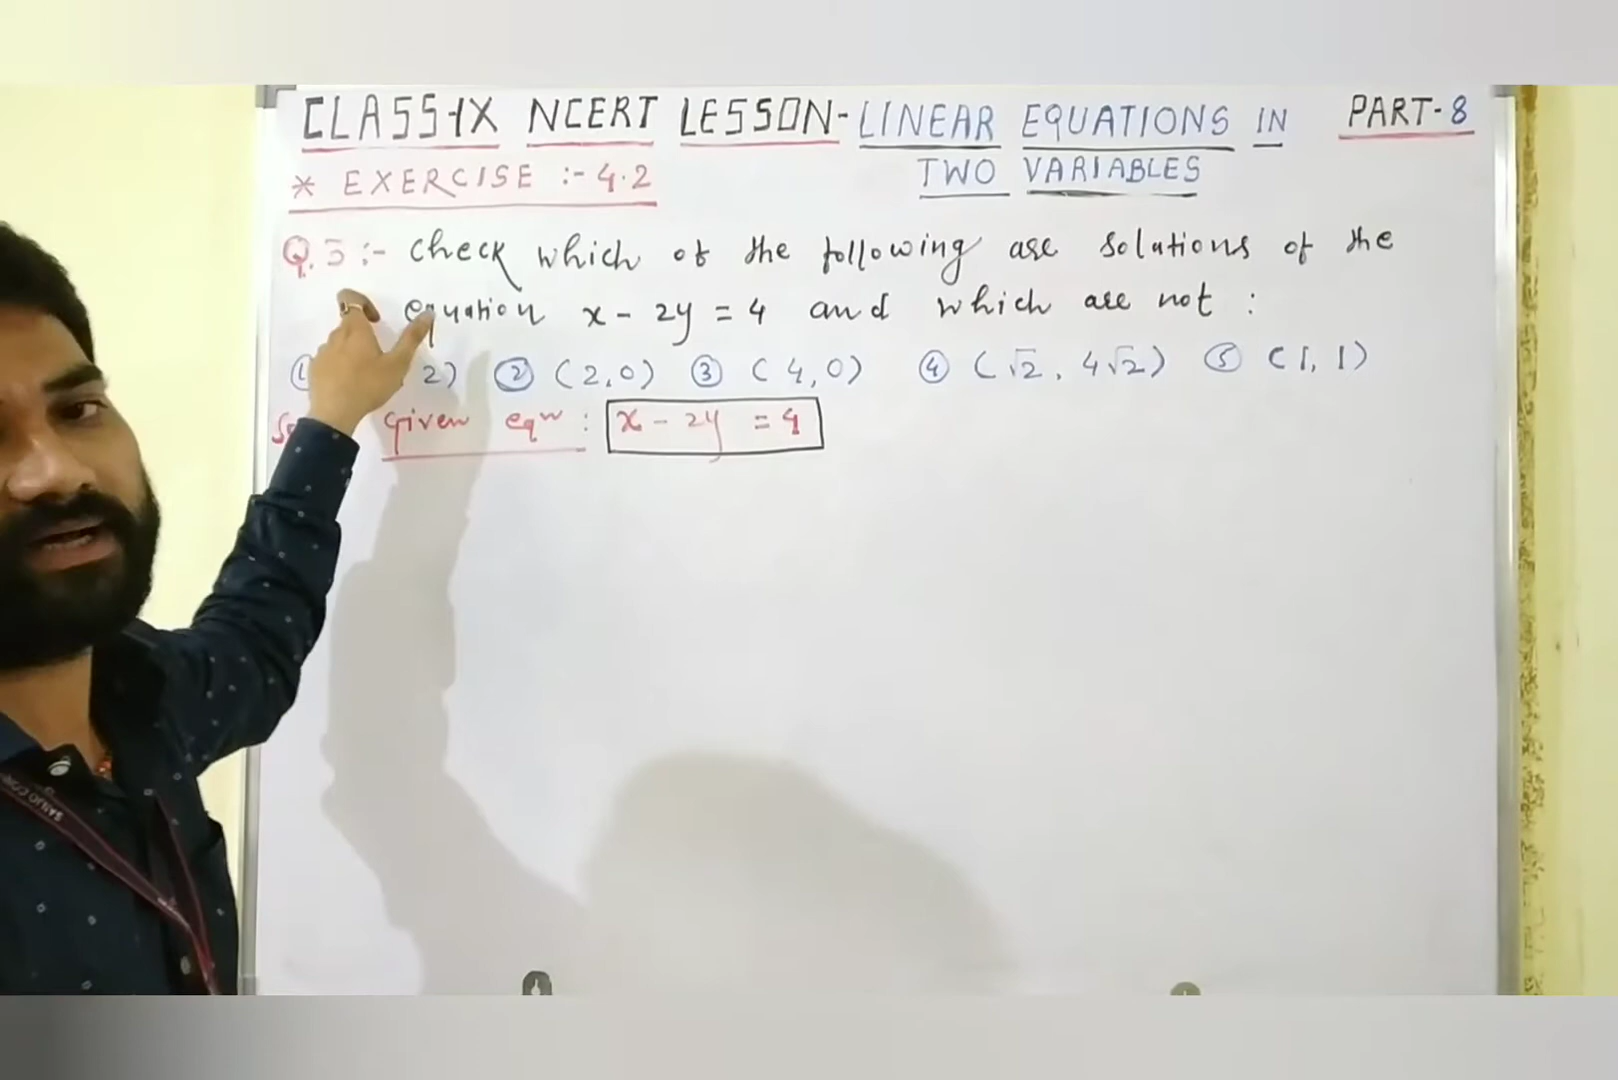 CLASS-IX NCERT LESSON-LINEAR EQUATIONS IN PART-8
TWO VARIABLES
* EXERCISE :- 4.2
Q.3 :- Check which of the following are solutions of the
equation x - 2y = 4 and which are not :
① , 2) ② (2,0) ③ (4,0) ④ (√2, 4√2) ⑤ (1, 1)
Given eqn : x - 2y = 4